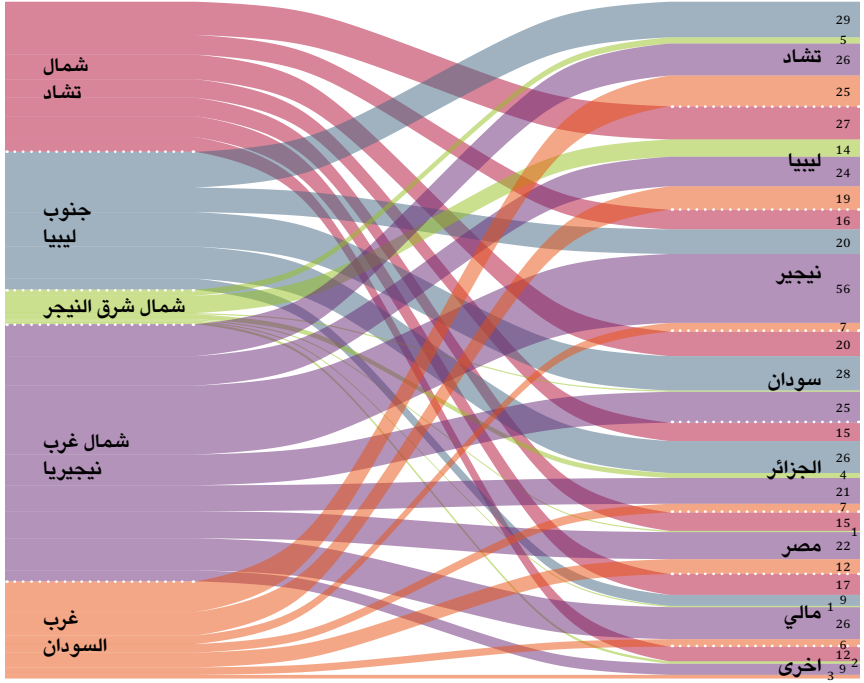 شمال
تشاد
جنوب
ليبيا
شمال شرق النيجر
شمال غرب
نيجيريا
غرب
السودان
29
5
تشاد
26
25
27
14
ليبيا
24
19
16
20
نيجير
56
7
20
28
سودان
25
15
26
الجزائر
4
21
7
15
1
مصر
22
12
17
9
1
مالي
26
6
12
2
اخرى
9
3